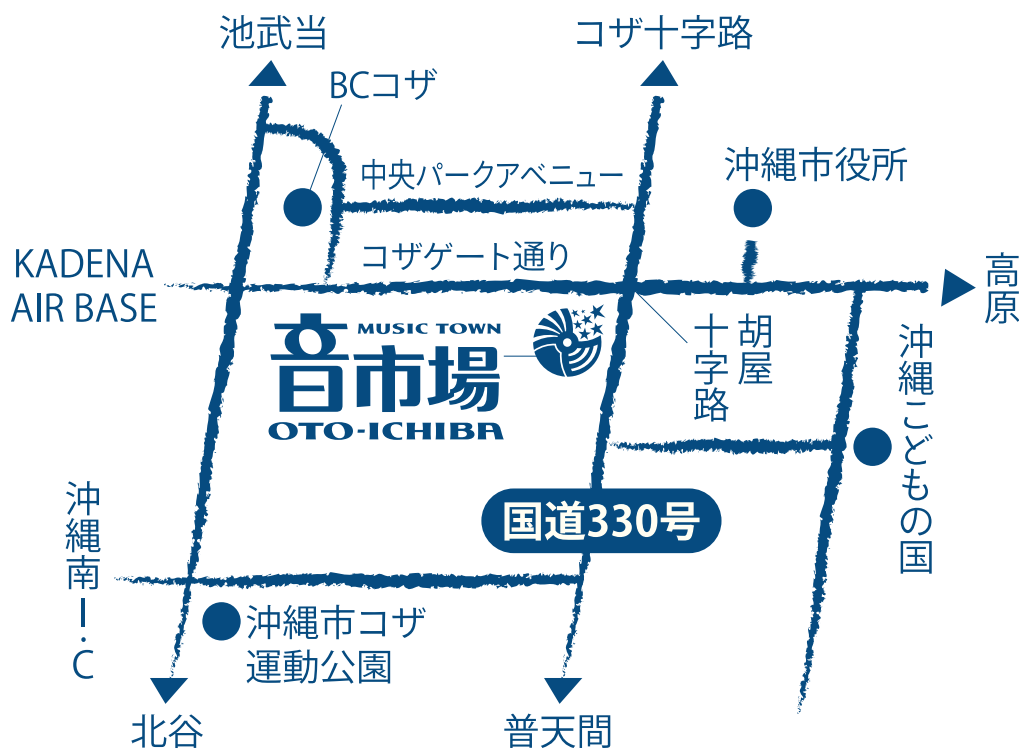 池武当
コザ十字路
BCコザ
沖縄市役所
中央パークアベニュー
コザゲート通り
KADENA
AIR BASE
高原
MUSIC TOWN
音市場
OTO-ICHIBA
胡屋
十字路
沖縄こどもの国
国道330号
沖縄南I.C
沖縄市コザ
運動公園
北谷
普天間